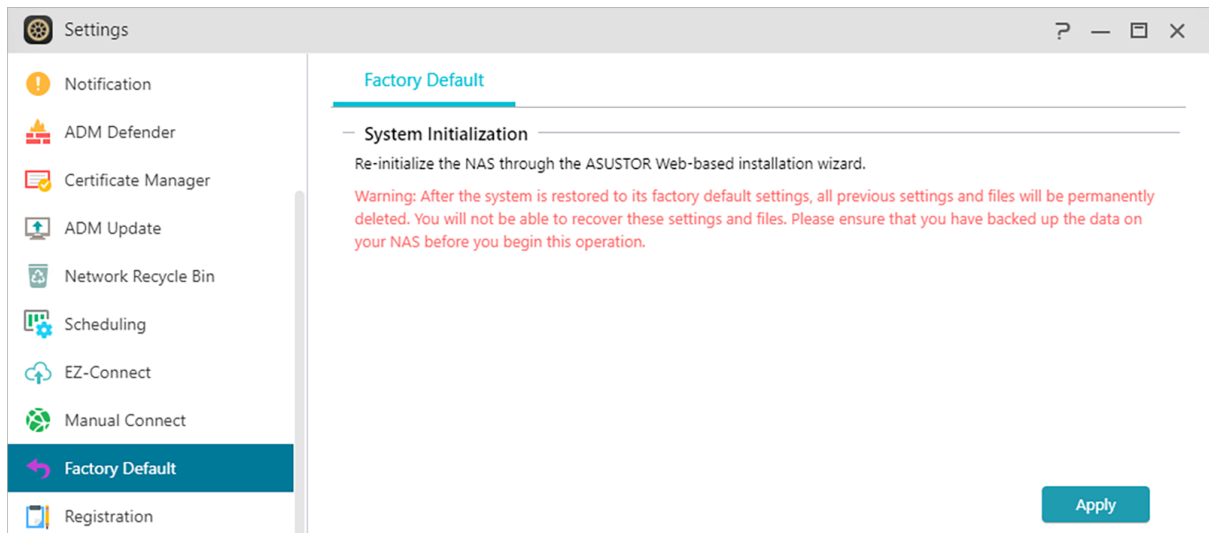 Settings
Notification
ADM Defender
Certificate Manager
ADM Update
Network Recycle Bin
Scheduling
EZ-Connect
Manual Connect
Factory Default
Registration
Factory Default
System Initialization
Re-initialize the NAS through the ASUSTOR Web-based installation wizard.
Warning: After the system is restored to its factory default settings, all previous settings and files will be permanently
deleted. You will not be able to recover these settings and files. Please ensure that you have backed up the data on
your NAS before you begin this operation.
Apply